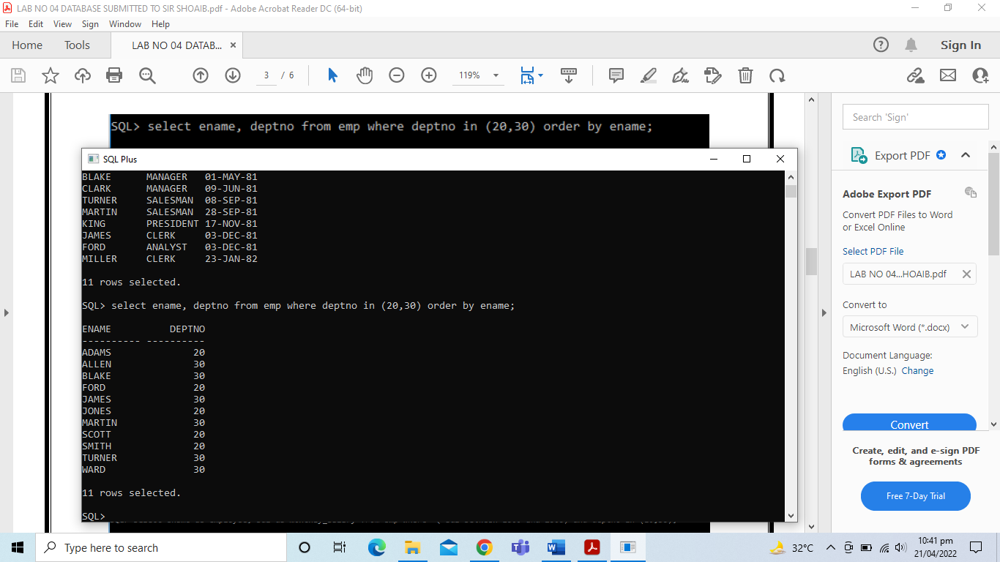 LAB NO 04 DATABASE SUBMITTED TO SIR SHOAIB.pdf - Adobe Acrobat Reader DC (64-bit)
File Edit View Sign Window Help
Home Tools LAB NO 04 DATAB... Sign In
3 / 6 119%
SQL> select ename, deptno from emp where deptno in (20,30) order by ename;
SQL Plus
BLAKE MANAGER 01-MAY-81
CLARK MANAGER 09-JUN-81
TURNER SALESMAN 08-SEP-81
MARTIN SALESMAN 28-SEP-81
KING PRESIDENT 17-NOV-81
JAMES CLERK 03-DEC-81
FORD ANALYST 03-DEC-81
MILLER CLERK 23-JAN-82
11 rows selected.
SQL> select ename, deptno from emp where deptno in (20,30) order by ename;
ENAME DEPTNO
---------- ----------
ADAMS 20
ALLEN 30
BLAKE 30
FORD 20
JAMES 30
JONES 20
MARTIN 30
SCOTT 20
SMITH 20
TURNER 30
WARD 30
11 rows selected.
SQL>
Search 'Sign'
Export PDF
Adobe Export PDF
Convert PDF Files to Word
or Excel Online
Select PDF File
LAB NO 04...HOAIB.pdf
Convert to
Microsoft Word (*.docx)
Document Language:
English (U.S.) Change
Convert
Create, edit, and e-sign PDF
forms & agreements
Free 7-Day Trial
Type here to search
32°C
10:41 pm
21/04/2022